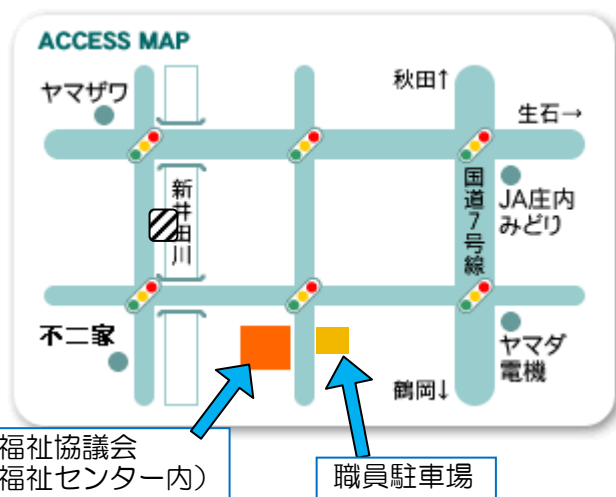 ACCESS MAP
ヤマザワ
秋田↑
生石→
新井田川
国道7号線
JA庄内
みどり
不二家
ヤマダ
電機
鶴岡↓
福祉協議会
福祉センター内）
職員駐車場